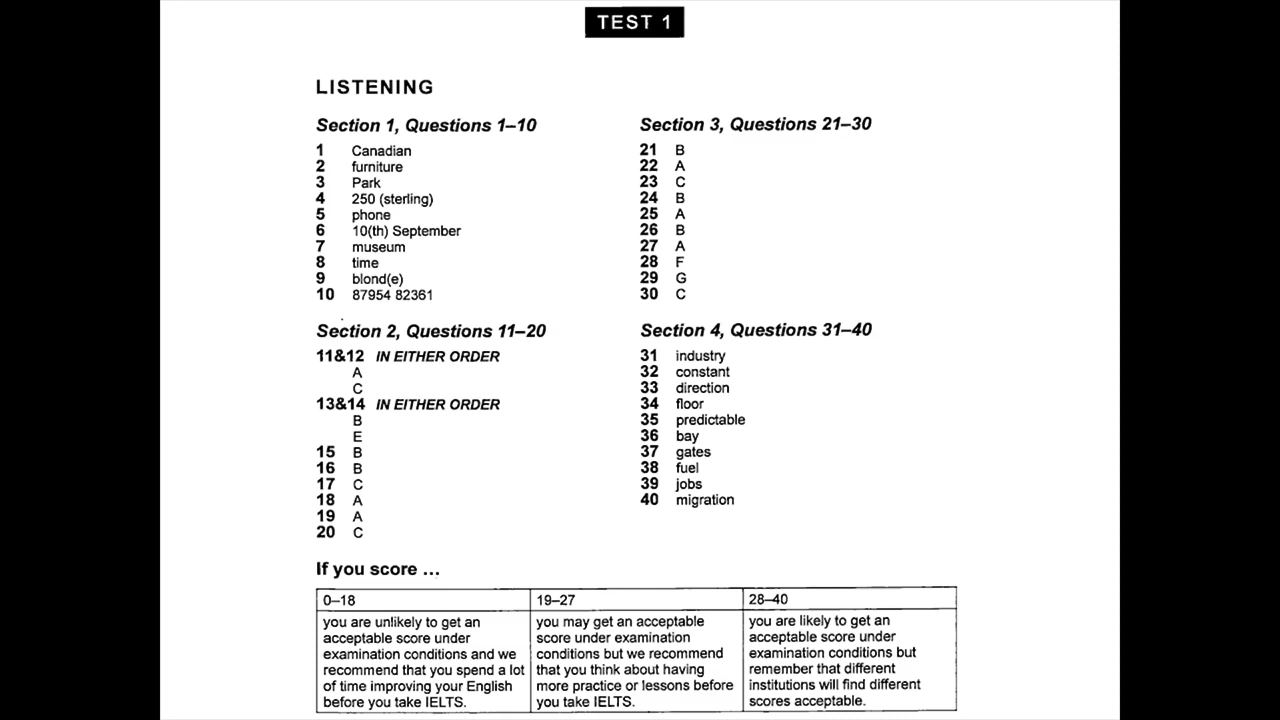 TEST 1
LISTENING
Section 1, Questions 1–10
1 Canadian
2 furniture
3 Park
4 250 (sterling)
5 phone
6 10(th) September
7 museum
8 time
9 blond(e)
10 87954 82361
Section 2, Questions 11–20
11&12 IN EITHER ORDER
A
C
13&14 IN EITHER ORDER
B
E
15 B
16 B
17 C
18 A
19 A
20 C
Section 3, Questions 21–30
21 B
22 A
23 C
24 B
25 A
26 B
27 A
28 F
29 G
30 C
Section 4, Questions 31–40
31 industry
32 constant
33 direction
34 floor
35 predictable
36 bay
37 gates
38 fuel
39 jobs
40 migration
If you score ...
0–18
you are unlikely to get an
acceptable score under
examination conditions and we
recommend that you spend a lot
of time improving your English
before you take IELTS.
19–27
you may get an acceptable
score under examination
conditions but we recommend
that you think about having
more practice or lessons before
you take IELTS.
28–40
you are likely to get an
acceptable score under
examination conditions but
remember that different
institutions will find different
scores acceptable.